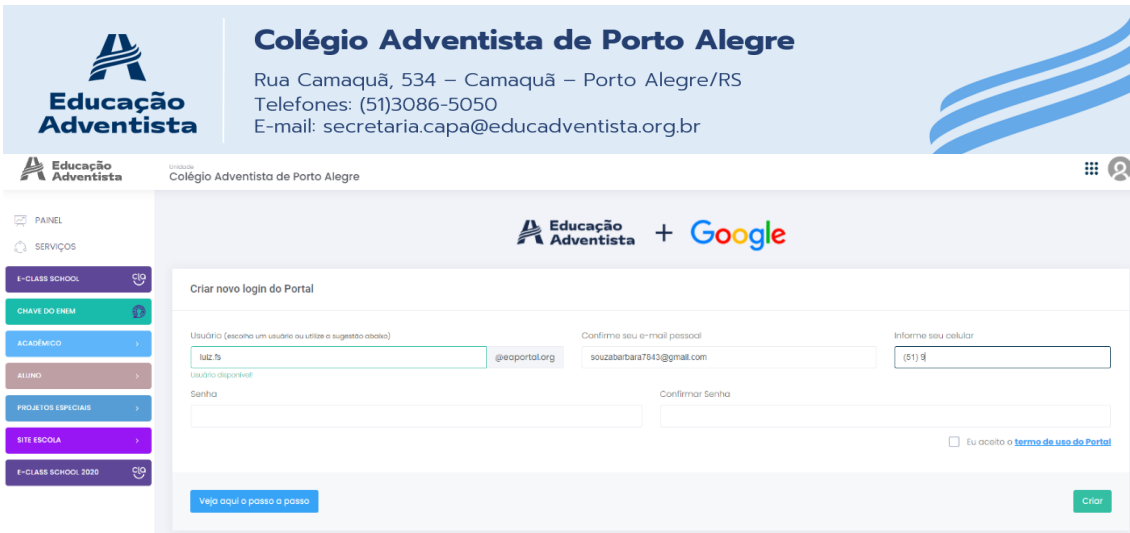 Educação
Adventista
Colégio Adventista de Porto Alegre
Rua Camaquã, 534 – Camaquã – Porto Alegre/RS
Telefones: (51)3086-5050
E-mail: secretaria.capa@educadventista.org.br
Educação
Adventista
Unidade
Colégio Adventista de Porto Alegre
PAINEL
SERVIÇOS
E-CLASS SCHOOL
CHAVE DO ENEM
ACADÊMICO
ALUNO
PROJETOS ESPECIAIS
SITE ESCOLA
E-CLASS SCHOOL 2020
Educação
Adventista + Google
Criar novo login do Portal
Usuário (escolha um usuário ou utilize a sugestão abaixo)
luiz.fs @eaportal.org
Usuário disponível!
Confirme seu e-mail pessoal
souzabarbara7843@gmail.com
Informe seu celular
(51) 9
Senha
Confirmar Senha
Eu aceito o termo de uso do Portal
Veja aqui o passo a passo
Criar